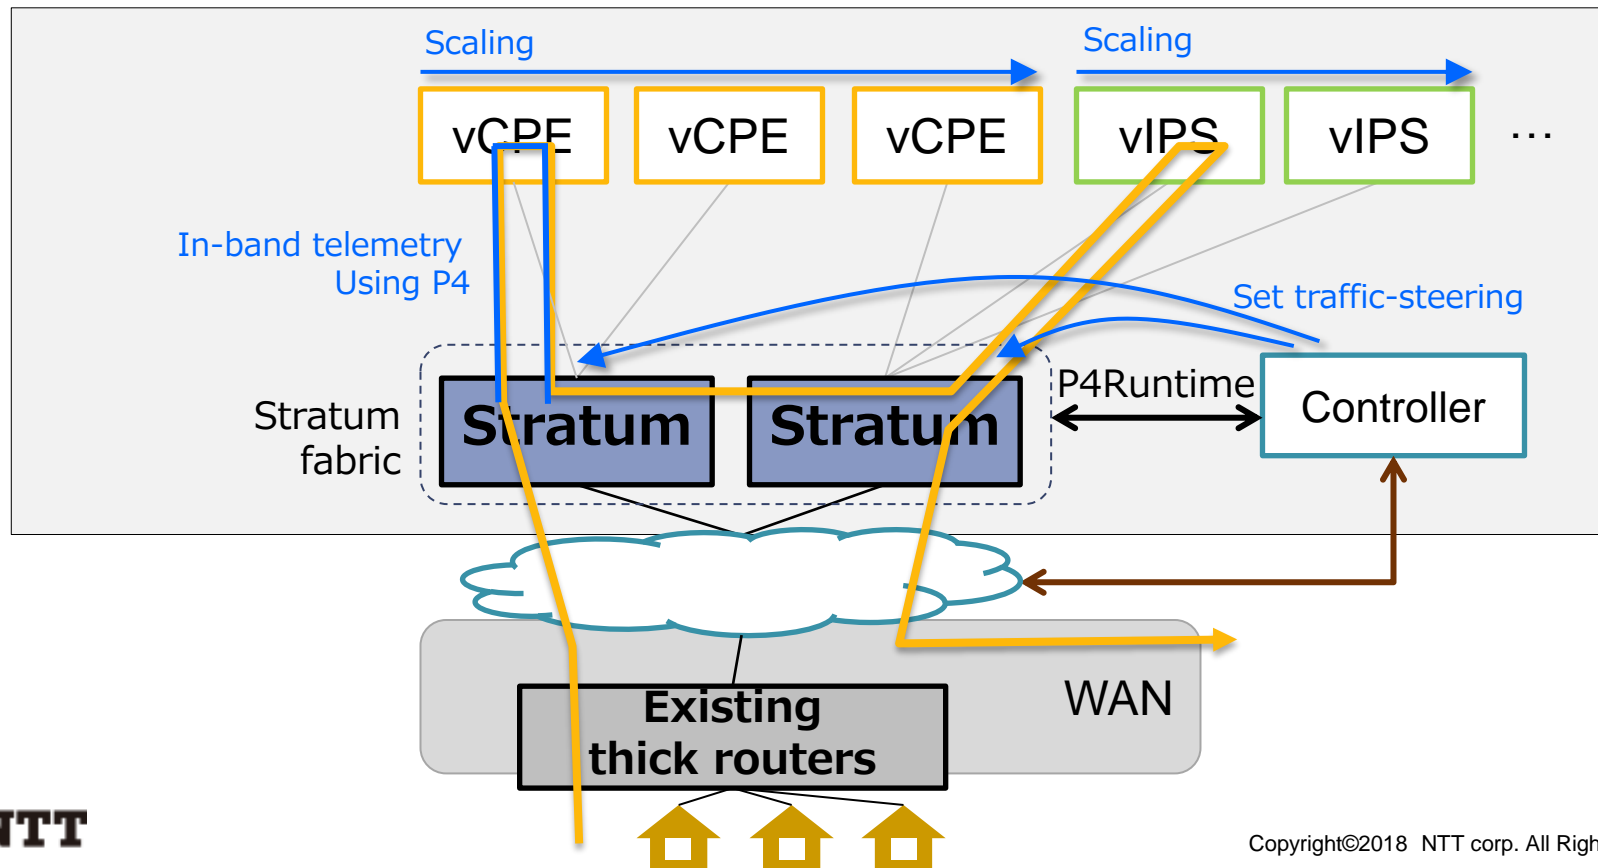 Scaling
Scaling
vCPE
vCPE
vCPE
vIPS
vIPS
...
In-band telemetry
Using P4
Set traffic-steering
Stratum
fabric
Stratum
Stratum
P4Runtime
Controller
WAN
Existing
thick routers
NTT
Copyright©2018 NTT corp. All Righ